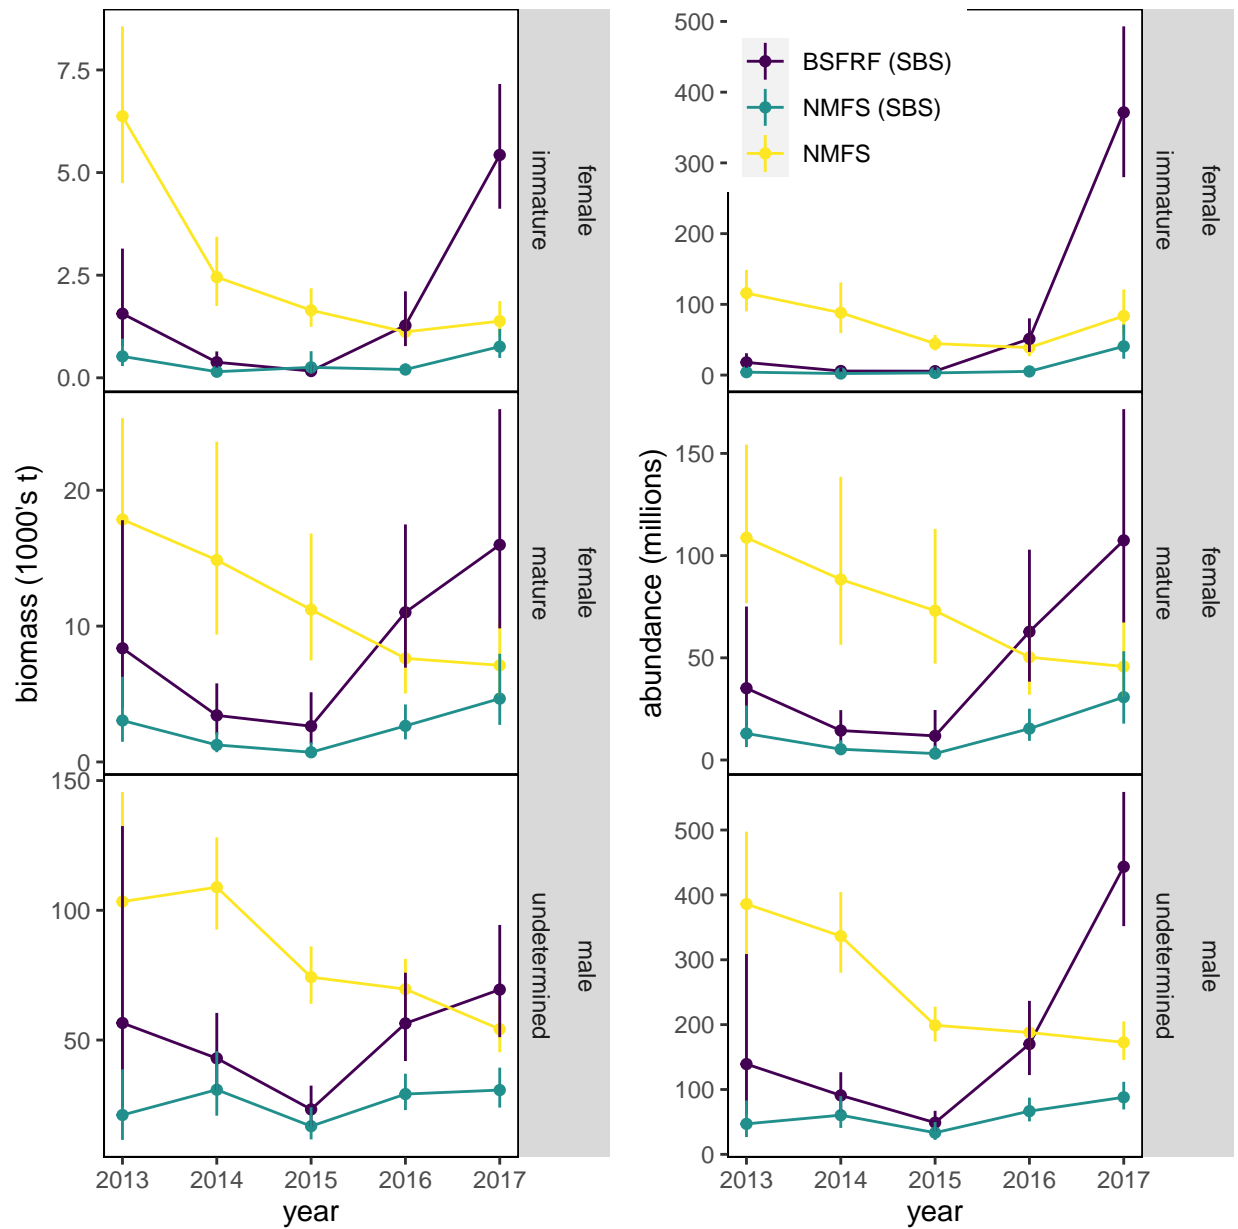 7.5
5.0
2.5
0.0
immature
female
20
10
0
mature
female
150
100
50
undetermined
male
biomass (1000's t)
2013 2014 2015 2016 2017
year
500
400
300
200
100
0
BSFRF (SBS)
NMFS (SBS)
NMFS
immature
female
150
100
50
0
mature
female
500
400
300
200
100
0
undetermined
male
abundance (millions)
2013 2014 2015 2016 2017
year